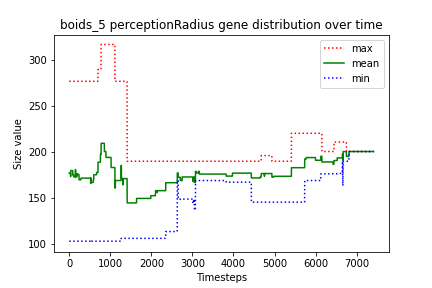 boids_5 perceptionRadius gene distribution over time
max
mean
min
Size value
300
250
200
150
100
0 1000 2000 3000 4000 5000 6000 7000
Timesteps